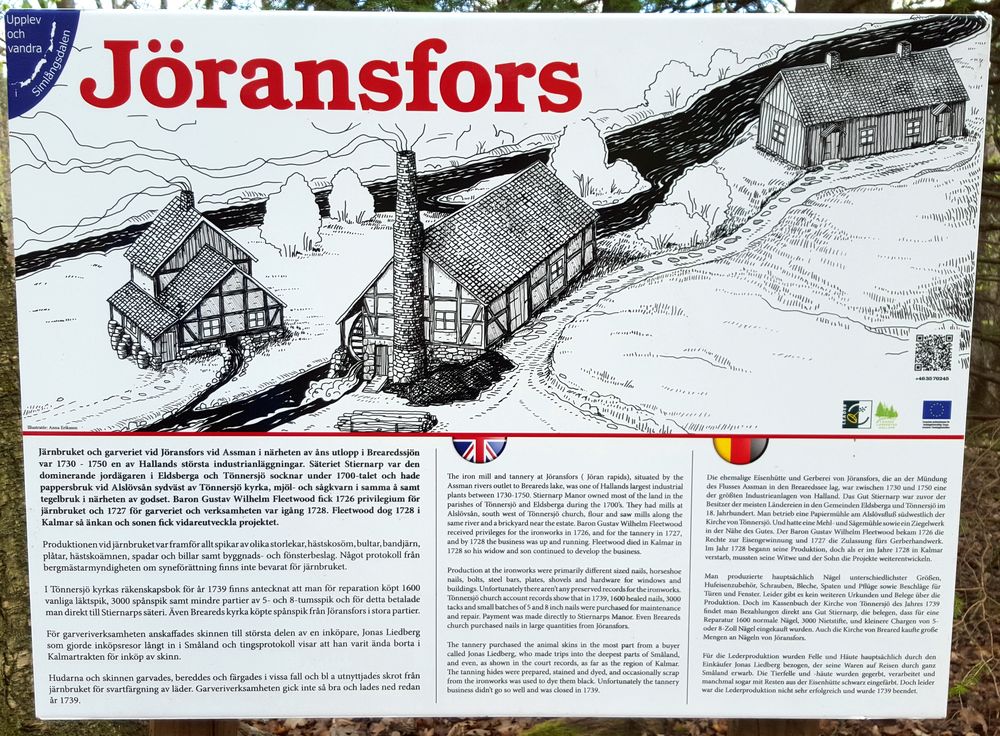 Upplev
och
vandra
i Simlångsdalen
Jöransfors
Illustratör: Anna Eriksson
+46 35 70245
Järnbruket och garveriet vid Jöransfors vid Assman i närheten av åns utlopp i Brearedssjön
var 1730 - 1750 en av Hallands största industrianläggningar. Säteriet Stiernarp var den
dominerande jordägaren i Eldsberga och Tönnersjö socknar under 1700-talet och hade
pappersbruk vid Alslövsån sydväst av Tönnersjö kyrka, mjöl- och sågkvarn i samma å samt
tegelbruk i närheten av godset. Baron Gustav Wilhelm Fleetwood fick 1726 privilegium för
järnbruket och 1727 för garveriet och verksamheten var igång 1728. Fleetwood dog 1728 i
Kalmar så änkan och sonen fick vidareutveckla projektet.
Produktionen vid järnbruket var framför allt spikar av olika storlekar, hästskosöm, bultar, bandjärn,
plåtar, hästskoämnen, spadar och billar samt byggnads- och fönsterbeslag. Något protokoll från
bergmästarmyndigheten om syneförättning finns inte bevarat för järnbruket.
I Tönnersjö kyrkas räkenskapsbok för år 1739 finns antecknat att man för reparation köpt 1600
vanliga läktspik, 3000 spånspik samt mindre partier av 5- och 8-tumsspik och för detta betalade
man direkt till Stiernarps säteri. Även Breareds kyrka köpte spånspik från Jöransfors i stora partier.
För garveriverksamheten anskaffades skinnen till största delen av en inköpare, Jonas Liedberg
som gjorde inköpsresor långt in i Småland och tingsprotokoll visar att han varit ända borta i
Kalmartrakten för inköp av skinn.
Hudarna och skinnen garvades, bereddes och färgades i vissa fall och bl a utnyttjades skrot från
järnbruket för svartfärgning av läder. Garveriverksamheten gick inte så bra och lades ned redan
år 1739.
The iron mill and tannery at Jöransfors ( Jöran rapids), situated by the
Assman rivers outlet to Breareds lake, was one of Hallands largest industrial
plants between 1730-1750. Stiernarp Manor owned most of the land in the
parishes of Tönnersjö and Eldsberga during the 1700's. They had mills at
Alslövsån, south west of Tönnersjö church, flour and saw mills along the
same river and a brickyard near the estate. Baron Gustav Wilhelm Fleetwood
received privileges for the ironworks in 1726, and for the tannery in 1727,
and by 1728 the business was up and running. Fleetwood died in Kalmar in
1728 so his widow and son continued to develop the business.
Production at the ironworks were primarily different sized nails, horseshoe
nails, bolts, steel bars, plates, shovels and hardware for windows and
buildings. Unfortunately there aren't any preserved records for the ironworks.
Tönnersjö church account records show that in 1739, 1600 healed nails, 3000
tacks and small batches of 5 and 8 inch nails were purchased for maintenance
and repair. Payment was made directly to Stiernarps Manor. Even Breareds
church purchased nails in large quantities from Jöransfors.
The tannery purchased the animal skins in the most part from a buyer
called Jonas Liedberg, who made trips into the deepest parts of Småland,
and even, as shown in the court records, as far as the region of Kalmar.
The tanning hides were prepared, stained and dyed, and occasionally scrap
from the ironworks was used to dye them black. Unfortunately the tannery
business didn't go so well and was closed in 1739.
Die ehemalige Eisenhütte und Gerberei von Jöransfors, die an der Mündung
des Flusses Assman in den Brearedssee lag, war zwischen 1730 und 1750 eine
der größten Industrieanlagen von Halland. Das Gut Stiernarp war zuvor der
Besitzer der meisten Ländereien in den Gemeinden Eldsberga und Tönnersjö im
18. Jahrhundert. Man betrieb eine Papiermühle am Alslövsfluß südwestlich der
Kirche von Tönnersjö. Und hatte eine Mehl- und Sägemühle sowie ein Ziegelwerk
in der Nähe des Gutes. Der Baron Gustav Wilhelm Fleetwood bekam 1726 die
Rechte zur Eisengewinnung und 1727 die Zulassung fürs Gerberhandwerk.
Im Jahr 1728 begann seine Produktion, doch als er im Jahre 1728 in Kalmar
verstarb, mussten seine Witwe und der Sohn die Projekte weiterentwickeln.
Man produzierte hauptsächlich Nägel unterschiedlichster Größen,
Hufeisenzubehör, Schrauben, Bleche, Spaten und Pflüge sowie Beschläge für
Türen und Fenster. Leider gibt es kein weiteren Urkunden und Belege über die
Produktion. Doch im Kassenbuch der Kirche von Tönnersjö des Jahres 1739
findet man Bezahlungen direkt ans Gut Stiernarp, die belegen, dass für eine
Reparatur 1600 normale Nägel, 3000 Nietstifte, und kleinere Chargen von 5-
oder 8-Zoll Nägel eingekauft wurden. Auch die Kirche von Breared kaufte große
Mengen an Nägeln von Jöransfors.
Für die Lederproduktion wurden Felle und Häute hauptsächlich durch den
Einkäufer Jonas Liedberg bezogen, der seine Waren auf Reisen durch ganz
Småland erwarb. Die Tierfelle und -häute wurden gegerbt, verarbeitet und
manchmal sogar mit Resten aus der Eisenhütte schwarz eingefärbt. Doch leider
war die Lederproduktion nicht sehr erfolgreich und wurde 1739 beendet.